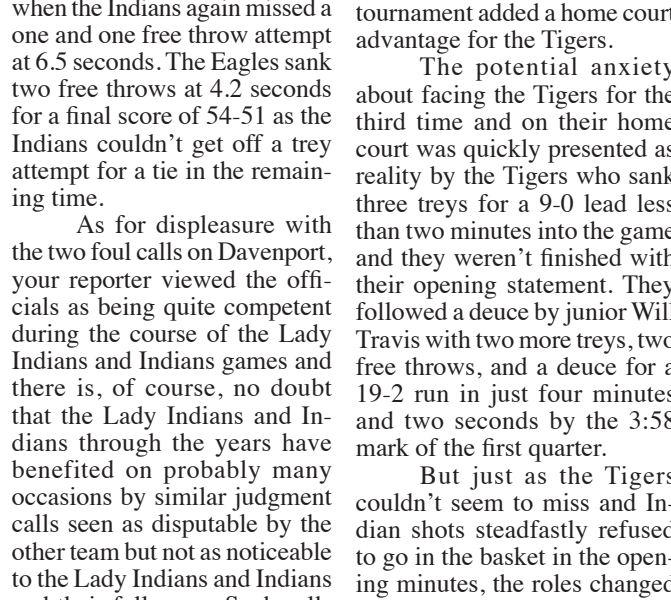 when the Indians again missed a
one and one free throw attempt
at 6.5 seconds. The Eagles sank
two free throws at 4.2 seconds
for a final score of 54-51 as the
Indians couldn't get off a trey
attempt for a tie in the remain-
ing time.
As for displeasure with
the two foul calls on Davenport,
your reporter viewed the offi-
cials as being quite competent
during the course of the Lady
Indians and Indians games and
there is, of course, no doubt
that the Lady Indians and In-
dians through the years have
benefited on probably many
occasions by similar judgment
calls seen as disputable by the
other team but not as noticeable
to the Lady Indians and Indians
tournament added a home court
advantage for the Tigers.
The potential anxiety
about facing the Tigers for the
third time and on their home
court was quickly presented as
reality by the Tigers who sank
three treys for a 9-0 lead less
than two minutes into the game
and they weren't finished with
their opening statement. They
followed a deuce by junior Will
Travis with two more treys, two
free throws, and a deuce for a
19-2 run in just four minutes
and two seconds by the 3:58
mark of the first quarter.
But just as the Tigers
couldn't seem to miss and In-
dian shots steadfastly refused
to go in the basket in the open-
ing minutes, the roles changed